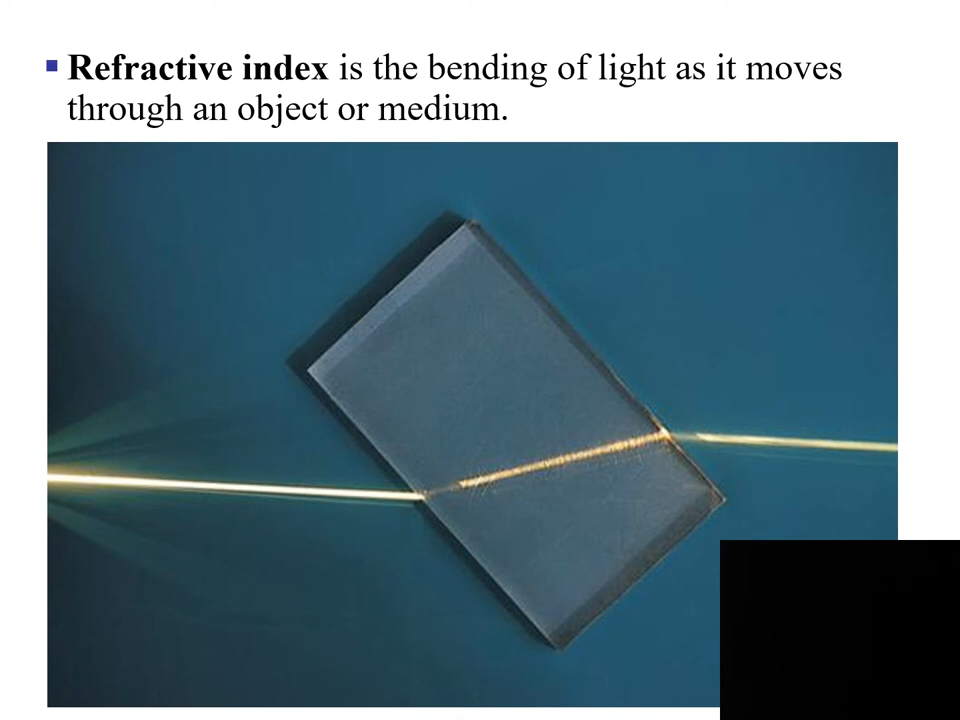 ▪ Refractive index is the bending of light as it moves
through an object or medium.